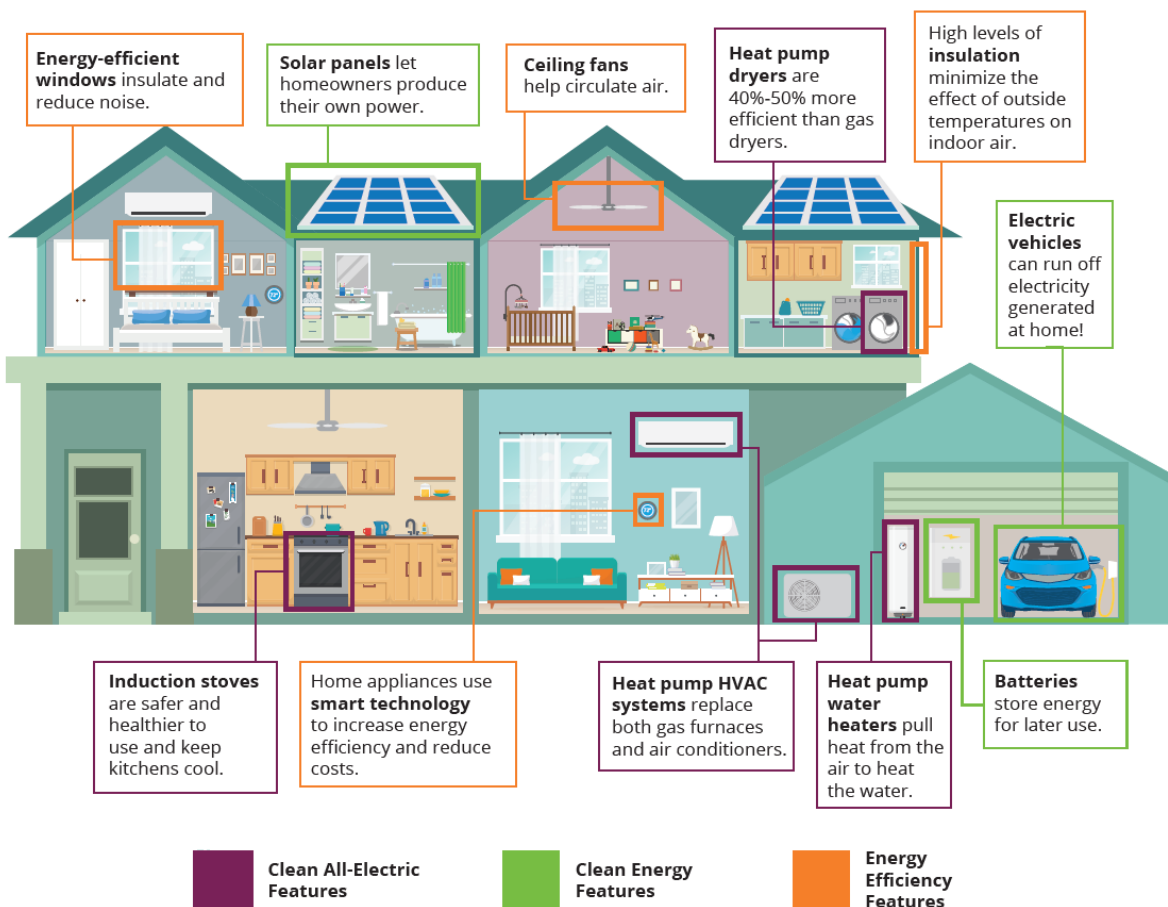 Energy-efficient
windows insulate and
reduce noise.
Solar panels let
homeowners produce
their own power.
Ceiling fans
help circulate air.
Heat pump
dryers are
40%-50% more
efficient than gas
dryers.
High levels of
insulation
minimize the
effect of outside
temperatures on
indoor air.
Electric
vehicles
can run off
electricity
generated
at home!
Induction stoves
are safer and
healthier to
use and keep
kitchens cool.
Home appliances use
smart technology
to increase energy
efficiency and reduce
costs.
Heat pump HVAC
systems replace
both gas furnaces
and air conditioners.
Heat pump
water
heaters pull
heat from the
air to heat
the water.
Batteries
store energy
for later use.
Clean All-Electric
Features
Clean Energy
Features
Energy
Efficiency
Features